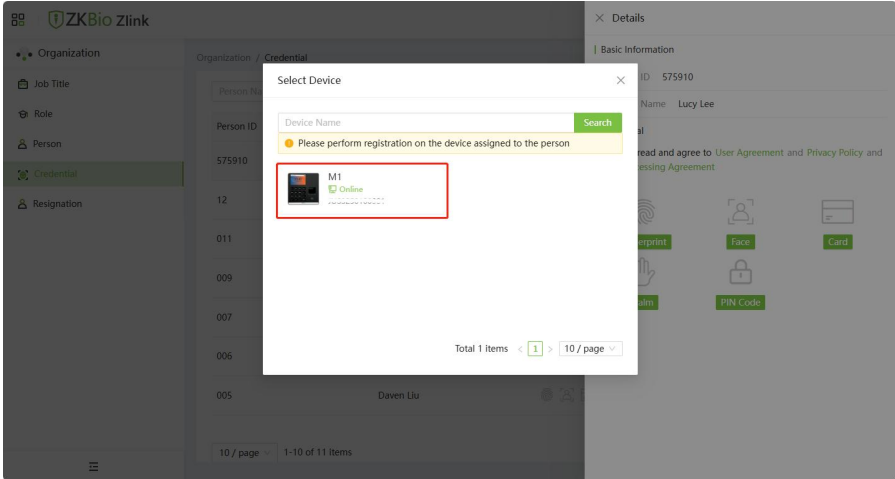 ZKBio Zlink
Organization
Job Title
Role
Person
Credential
Resignation
Organization / Credential
Person Na
Person ID
575910
12
011
009
007
006
005
Daven Liu
10 / page
1-10 of 11 Items
Select Device
Device Name
Search
Please perform registration on the device assigned to the person
M1
Online
Total 1 items < 1 > 10 / page
Details
Basic Information
ID 575910
Name Lucy Lee
al
read and agree to User Agreement and Privacy Policy and
essing Agreement
erprint
Face
Card
alm
PIN Code